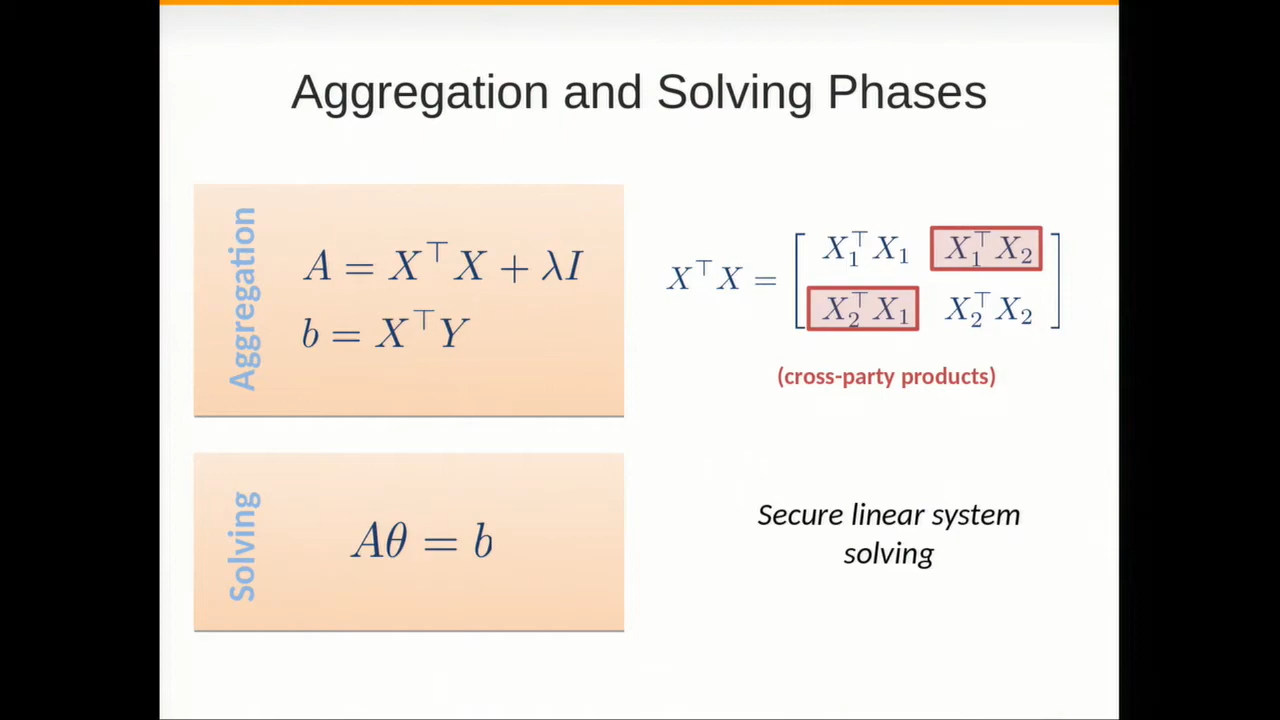 Aggregation and Solving Phases
Aggregation
A = X⊤X + λI
b = X⊤Y
X⊤X = [ X₁⊤X₁ X₁⊤X₂
X₂⊤X₁ X₂⊤X₂ ]
(cross-party products)
Solving
Aθ = b
Secure linear system
solving